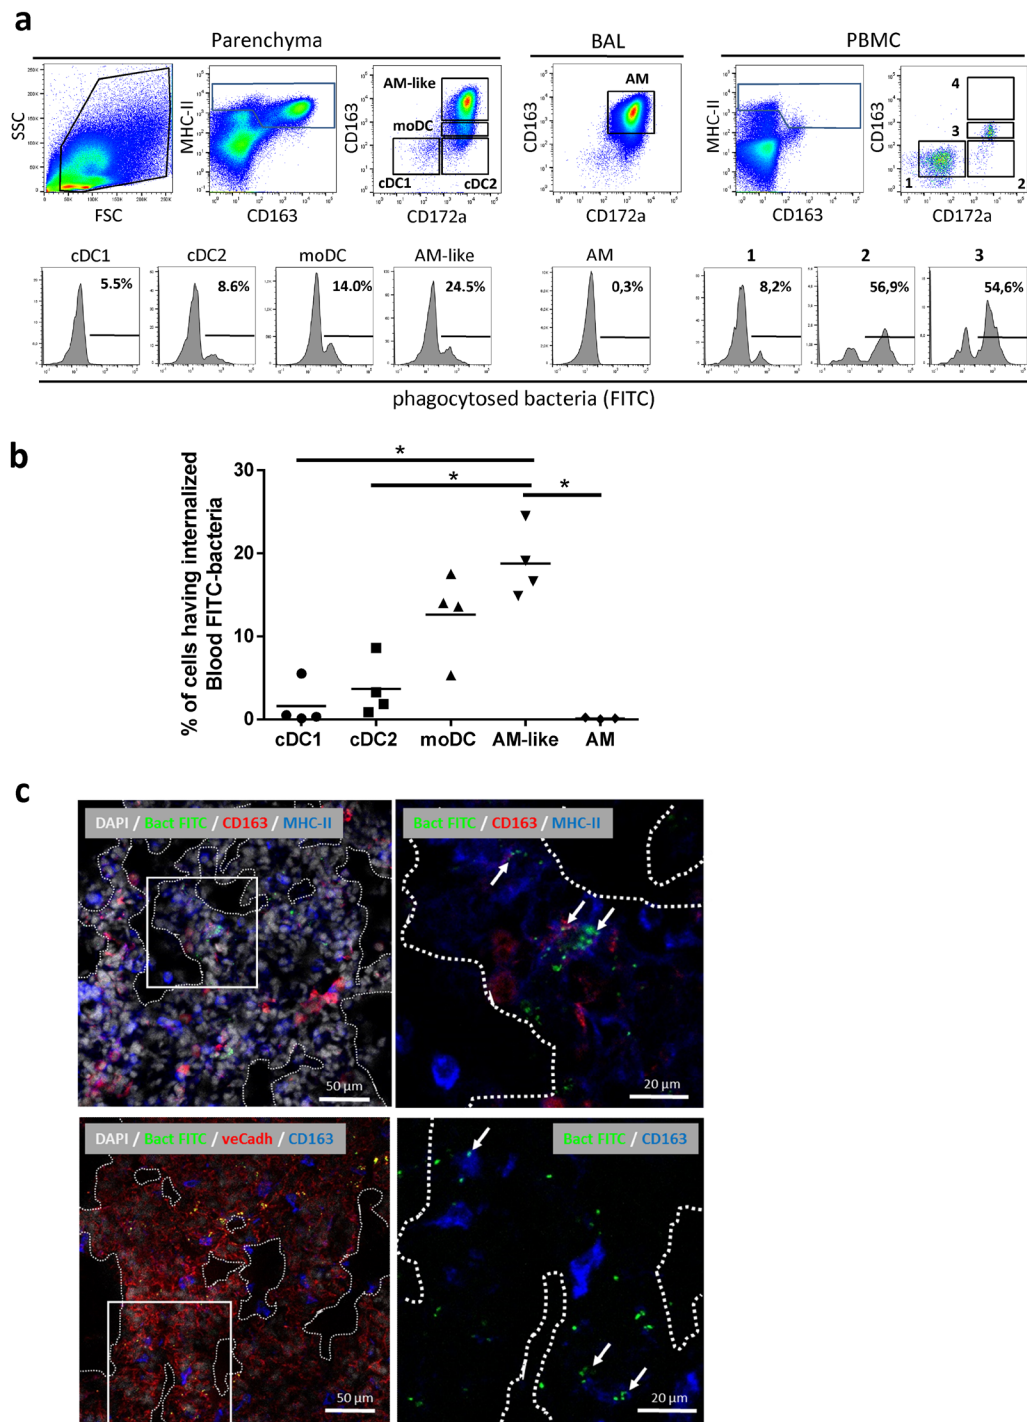 a
Parenchyma
BAL
PBMC
SSC
FSC
MHC-II
CD163
CD163
AM-like
moDC
cDC1
cDC2
CD172a
CD163
AM
CD172a
MHC-II
CD163
CD163
4
3
1
2
CD172a
cDC1
cDC2
moDC
AM-like
AM
1
2
3
5.5%
8.6%
14.0%
24.5%
0,3%
8,2%
56,9%
54,6%
phagocytosed bacteria (FITC)
b
% of cells having internalized
Blood FITC-bacteria
30
20
10
0
*
*
*
cDC1
cDC2
moDC
AM-like
AM
c
DAPI / Bact FITC / CD163 / MHC-II
50 µm
Bact FITC / CD163 / MHC-II
20 µm
DAPI / Bact FITC / veCadh / CD163
50 µm
Bact FITC / CD163
20 µm